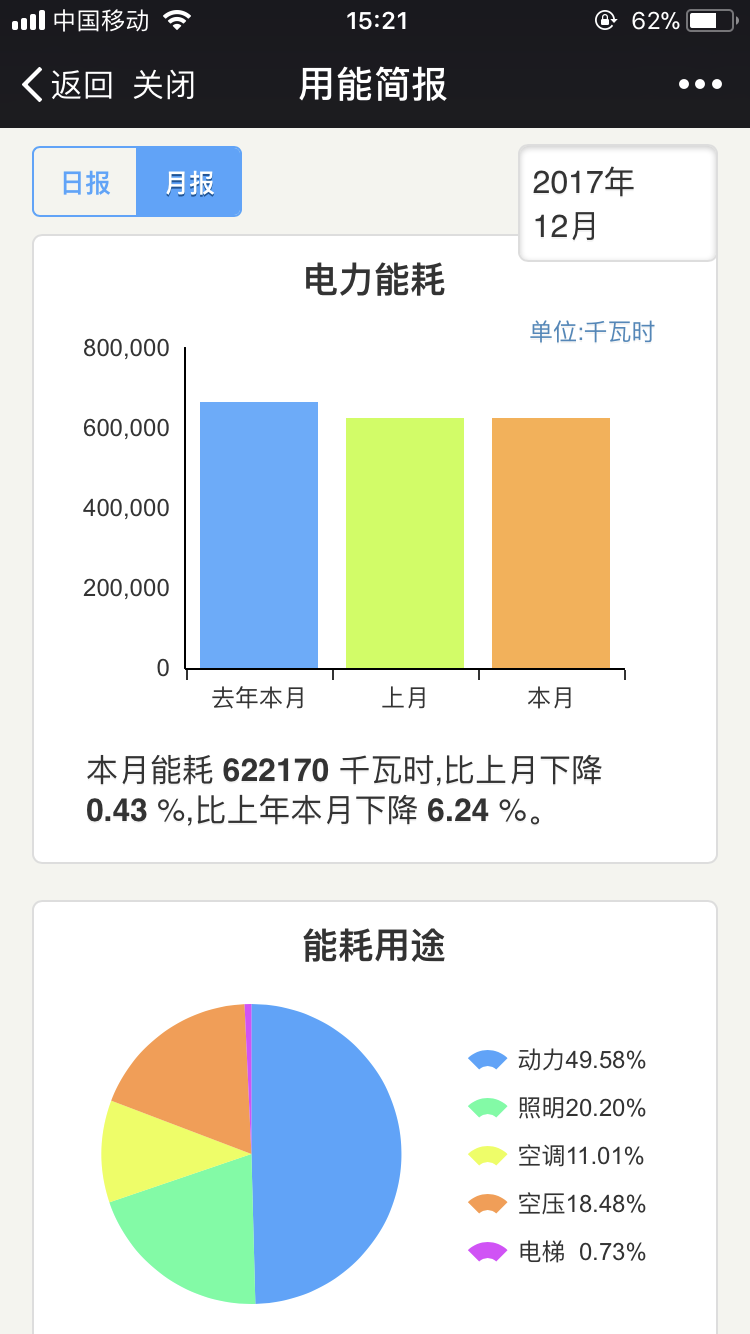 中国移动 15:21 62%
返回 关闭 用能简报
日报 月报 2017年
12月
电力能耗
单位:千瓦时
800,000
600,000
400,000
200,000
0
去年本月 上月 本月
本月能耗 622170 千瓦时,比上月下降
0.43 %,比上年本月下降 6.24 %。
能耗用途
动力49.58%
照明20.20%
空调11.01%
空压18.48%
电梯 0.73%